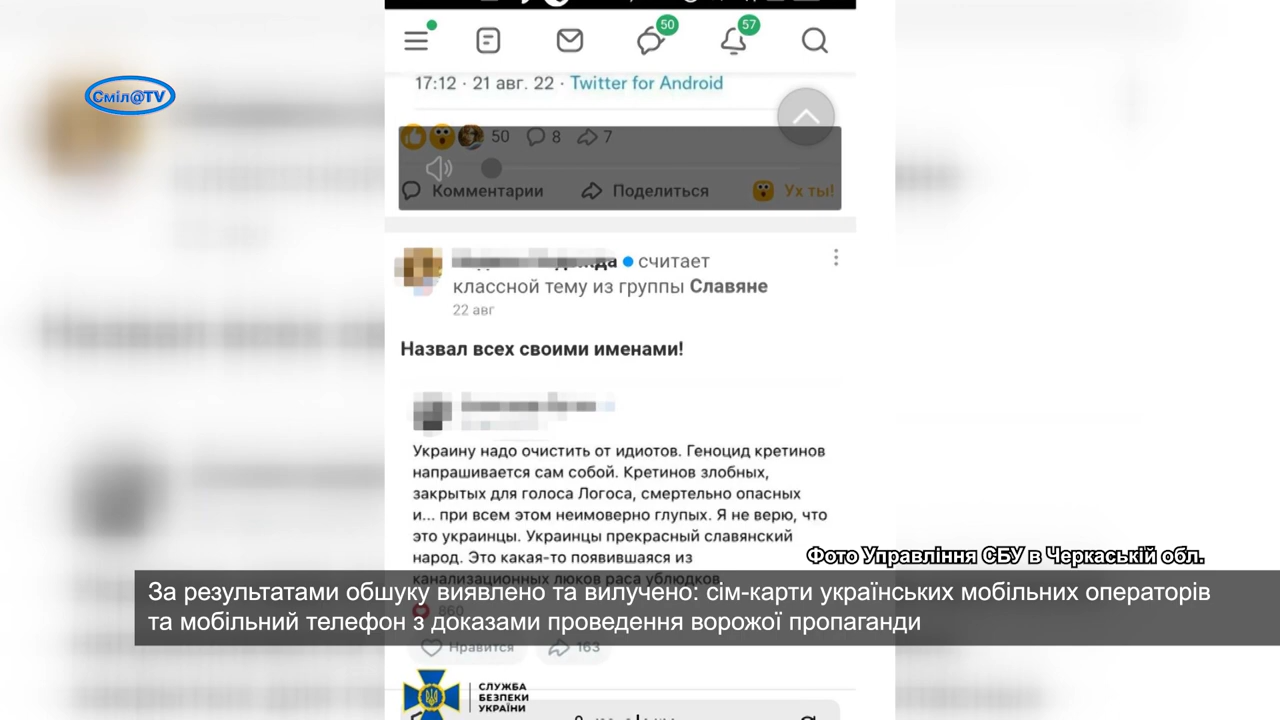 50
57
17:12 · 21 авг. 22 · Twitter for Android
Сміл@TV
50 8 7
Комментарии Поделиться Ух ты!
считает
классной тему из группы Славяне
22 авг
Назвал всех своими именами!
Украину надо очистить от идиотов. Геноцид кретинов
напрашивается сам собой. Кретинов злобных,
закрытых для голоса Логоса, смертельно опасных
и... при всем этом неимоверно глупых. Я не верю, что
это украинцы. Украинцы прекрасный славянский
народ. Это какая-то появившаяся из
канализационных люков раса ублюдков.
Фото Управління СБУ в Черкаській обл.
За результатами обшуку виявлено та вилучено: сім-карти українських мобільних операторів
та мобільний телефон з доказами проведення ворожої пропаганди
860
Нравится 163
СЛУЖБА
БЕЗПЕКИ
УКРАЇНИ